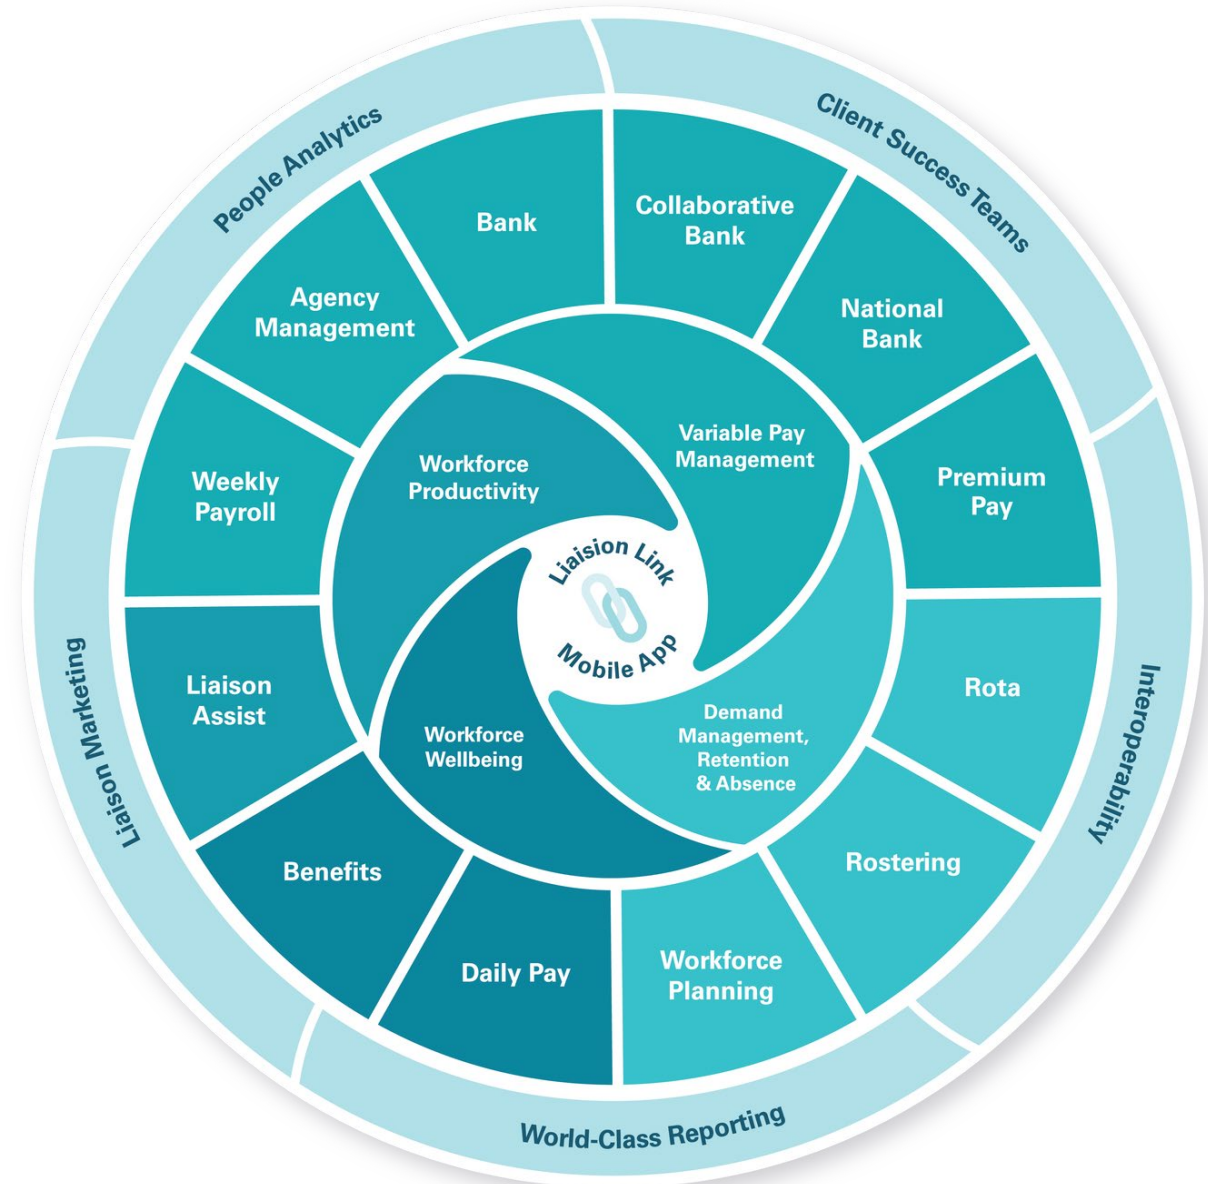 People Analytics
Client Success Teams
Interoperability
World-Class Reporting
Liaison Marketing
Bank
Collaborative
Bank
National
Bank
Premium
Pay
Rota
Rostering
Workforce
Planning
Daily Pay
Benefits
Liaison
Assist
Weekly
Payroll
Agency
Management
Variable Pay
Management
Demand
Management,
Retention
& Absence
Workforce
Wellbeing
Workforce
Productivity
Liaision Link
Mobile App